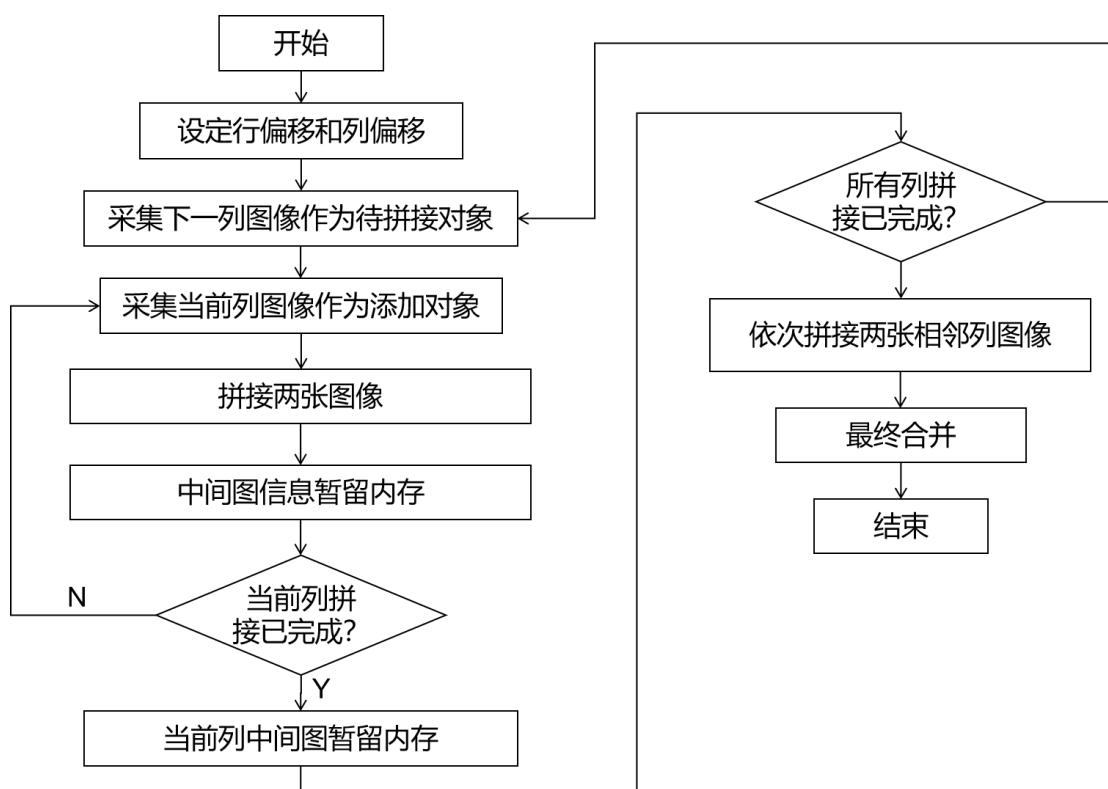 开始
设定行偏移和列偏移
采集下一列图像作为待拼接对象
采集当前列图像作为添加对象
拼接两张图像
中间图信息暂留内存
当前列拼
接已完成?
N
Y
当前列中间图暂留内存
所有列拼
接已完成?
依次拼接两张相邻列图像
最终合并
结束